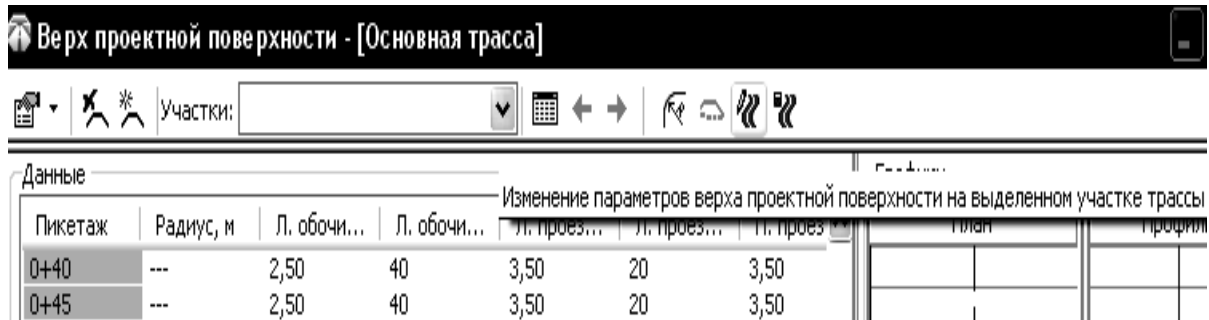 Верх проектной поверхности - [Основная трасса]
Участки:
Данные
Изменение параметров верха проектной поверхности на выделенном участке трассы
Пикетаж Радиус, м Л. обочи... Л. обочи... Л. проез... Л. проез... П. проез План
0+40 --- 2,50 40 3,50 20 3,50
0+45 --- 2,50 40 3,50 20 3,50